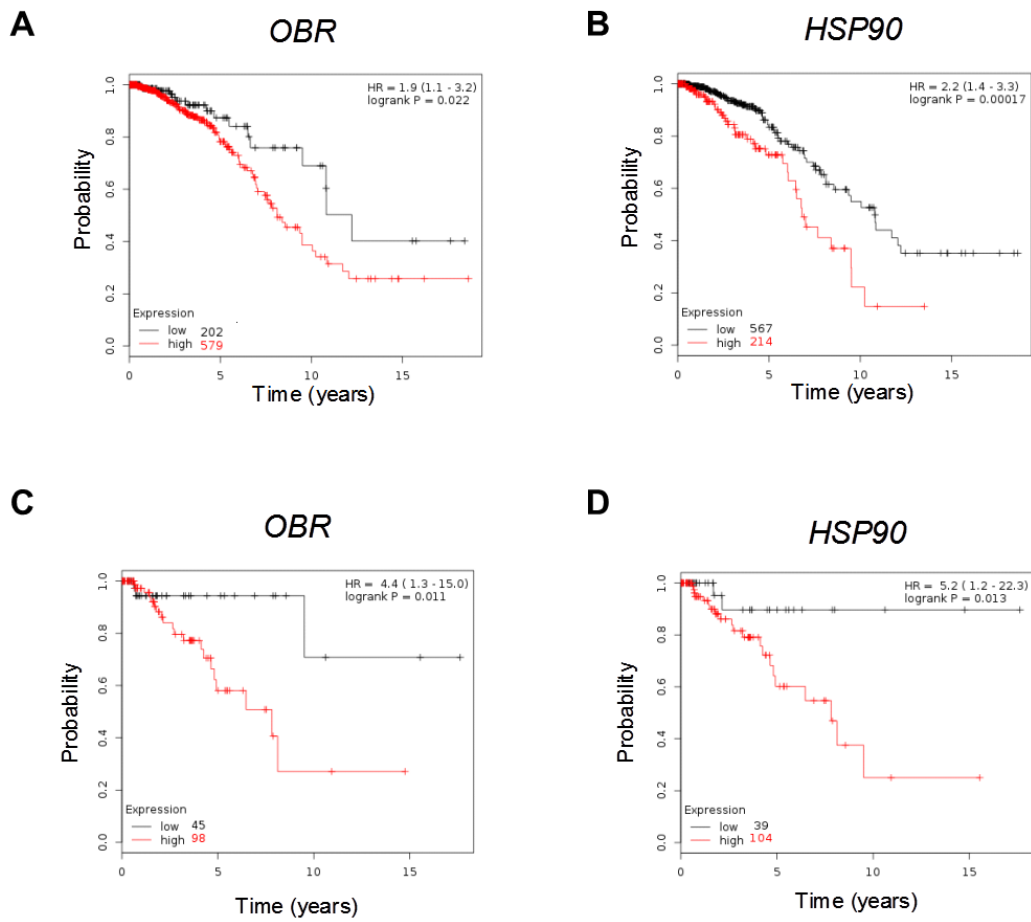 A
OBR
HR = 1.9 (1.1 - 3.2)
logrank P = 0.022
Probability
1.0
0.8
0.6
0.4
0.2
0.0
Expression
low 202
high 579
0 5 10 15
Time (years)
B
HSP90
HR = 2.2 (1.4 - 3.3)
logrank P = 0.00017
Probability
1.0
0.8
0.6
0.4
0.2
0.0
Expression
low 567
high 214
0 5 10 15
Time (years)
C
OBR
HR = 4.4 ( 1.3 - 15.0)
logrank P = 0.011
Probability
1.0
0.8
0.6
0.4
0.2
0.0
Expression
low 45
high 98
0 5 10 15
Time (years)
D
HSP90
HR = 5.2 ( 1.2 - 22.3)
logrank P = 0.013
Probability
1.0
0.8
0.6
0.4
0.2
0.0
Expression
low 39
high 104
0 5 10 15
Time (years)